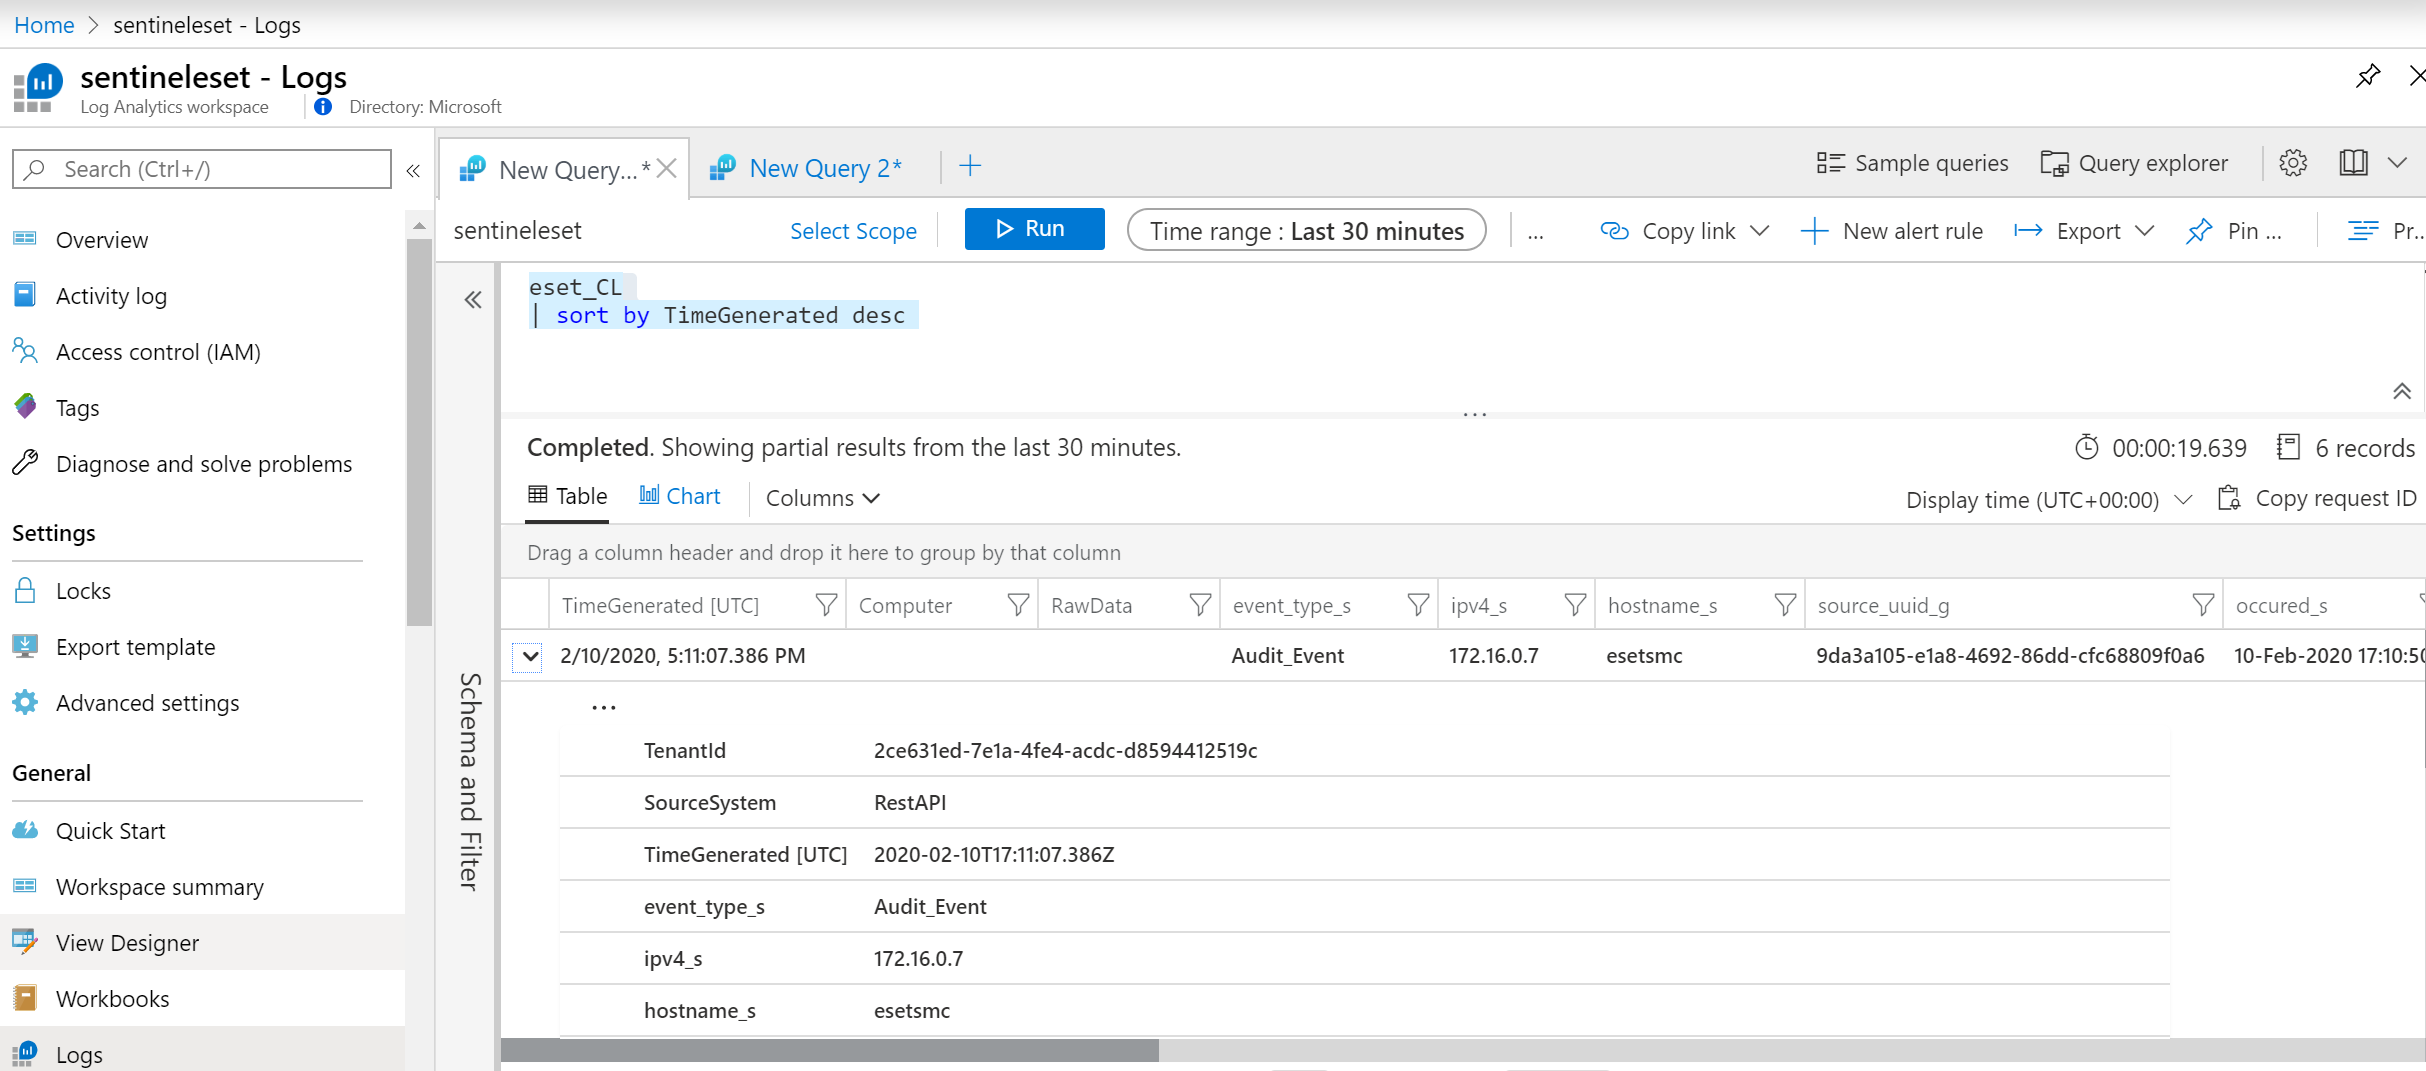 Home > sentineleset - Logs
sentineleset - Logs
Log Analytics workspace
Directory: Microsoft
Search (Ctrl+/)
Overview
Activity log
Access control (IAM)
Tags
Diagnose and solve problems
Settings
Locks
Export template
Advanced settings
General
Quick Start
Workspace summary
View Designer
Workbooks
Logs
New Query...*
New Query 2*
Sample queries
Query explorer
sentineleset
Select Scope
Run
Time range : Last 30 minutes
...
Copy link
New alert rule
Export
Pin ...
Pr...
Schema and Filter
eset_CL
| sort by TimeGenerated desc
...
Completed. Showing partial results from the last 30 minutes.
00:00:19.639
6 records
Table
Chart
Columns
Display time (UTC+00:00)
Copy request ID
Drag a column header and drop it here to group by that column
TimeGenerated [UTC] Computer RawData event_type_s ipv4_s hostname_s source_uuid_g occured_s
2/10/2020, 5:11:07.386 PM Audit_Event 172.16.0.7 esetsmc 9da3a105-e1a8-4692-86dd-cfc68809f0a6 10-Feb-2020 17:10:50
...
TenantId 2ce631ed-7e1a-4fe4-acdc-d8594412519c
SourceSystem RestAPI
TimeGenerated [UTC] 2020-02-10T17:11:07.386Z
event_type_s Audit_Event
ipv4_s 172.16.0.7
hostname_s esetsmc